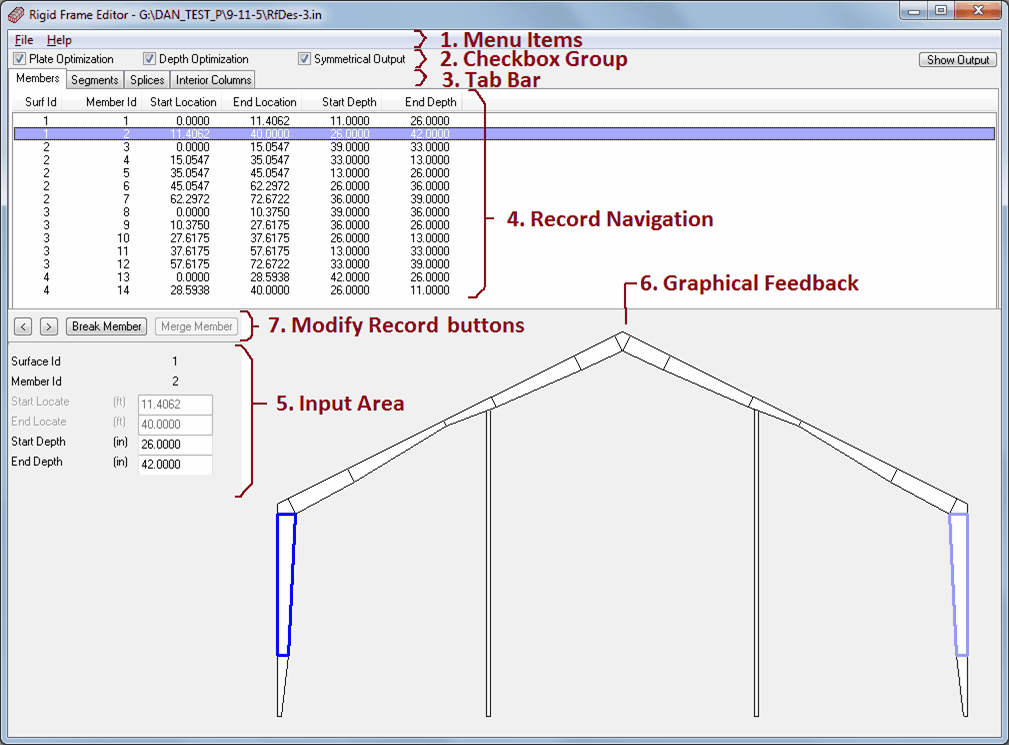 Rigid Frame Editor - G:\DAN_TEST_P\9-11-5\RfDes-3.in
File Help
1. Menu Items
Plate Optimization Depth Optimization Symmetrical Output
2. Checkbox Group
Show Output
Members Segments Splices Interior Columns
3. Tab Bar
Surf Id Member Id Start Location End Location Start Depth End Depth
1 1 0.0000 11.4062 11.0000 26.0000
1 2 11.4062 40.0000 26.0000 42.0000
2 3 0.0000 15.0547 39.0000 33.0000
2 4 15.0547 35.0547 33.0000 13.0000
2 5 35.0547 45.0547 13.0000 26.0000
2 6 45.0547 62.2972 26.0000 36.0000
2 7 62.2972 72.6722 36.0000 39.0000
3 8 0.0000 10.3750 39.0000 36.0000
3 9 10.3750 27.6175 36.0000 26.0000
3 10 27.6175 37.6175 26.0000 13.0000
3 11 37.6175 57.6175 13.0000 33.0000
3 12 57.6175 72.6722 33.0000 39.0000
4 13 0.0000 28.5938 42.0000 26.0000
4 14 28.5938 40.0000 26.0000 11.0000
4. Record Navigation
6. Graphical Feedback
< > Break Member Merge Member
7. Modify Record buttons
Surface Id 1
Member Id 2
Start Locate (ft) 11.4062
End Locate (ft) 40.0000
Start Depth (in) 26.0000
End Depth (in) 42.0000
5. Input Area